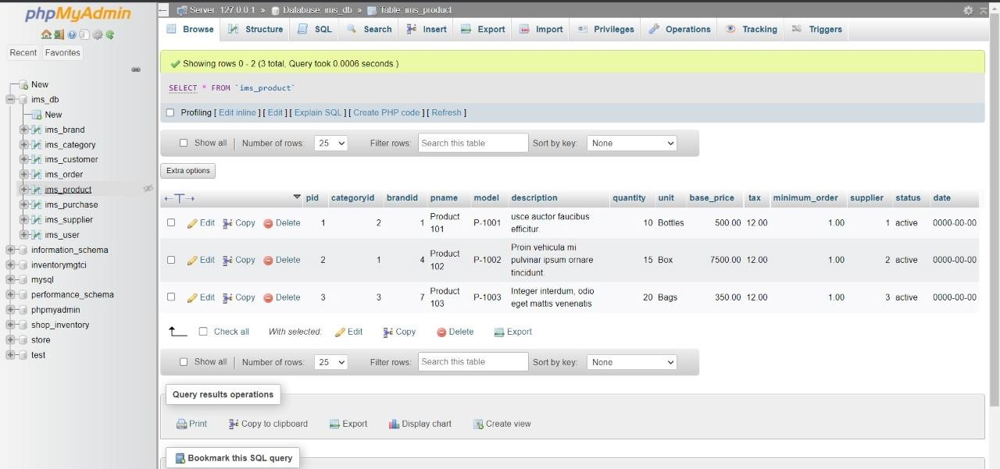 phpMyAdmin
Recent Favorites
New
ims_db
New
ims_brand
ims_category
ims_customer
ims_order
ims_product
ims_purchase
ims_supplier
ims_user
information_schema
inventorymgtci
mysql
performance_schema
phpmyadmin
shop_inventory
store
test
Server: 127.0.0.1 » Database: ims_db » Table: ims_product
Browse Structure SQL Search Insert Export Import Privileges Operations Tracking Triggers
Showing rows 0 - 2 (3 total, Query took 0.0006 seconds.)
SELECT * FROM `ims_product`
Profiling [ Edit inline ] [ Edit ] [ Explain SQL ] [ Create PHP code ] [ Refresh ]
Show all Number of rows: 25 Filter rows: Search this table Sort by key: None
Extra options
pid categoryid brandid pname model description quantity unit base_price tax minimum_order supplier status date
Edit Copy Delete 1 2 1 Product 101 P-1001 usce auctor faucibus efficitur. 10 Bottles 500.00 12.00 1.00 1 active 0000-00-00
Edit Copy Delete 2 1 4 Product 102 P-1002 Proin vehicula mi pulvinar ipsum ornare tincidunt. 15 Box 7500.00 12.00 1.00 2 active 0000-00-00
Edit Copy Delete 3 3 7 Product 103 P-1003 Integer interdum, odio eget mattis venenatis 20 Bags 350.00 12.00 1.00 3 active 0000-00-00
Check all With selected: Edit Copy Delete Export
Show all Number of rows: 25 Filter rows: Search this table Sort by key: None
Query results operations
Print Copy to clipboard Export Display chart Create view
Bookmark this SQL query